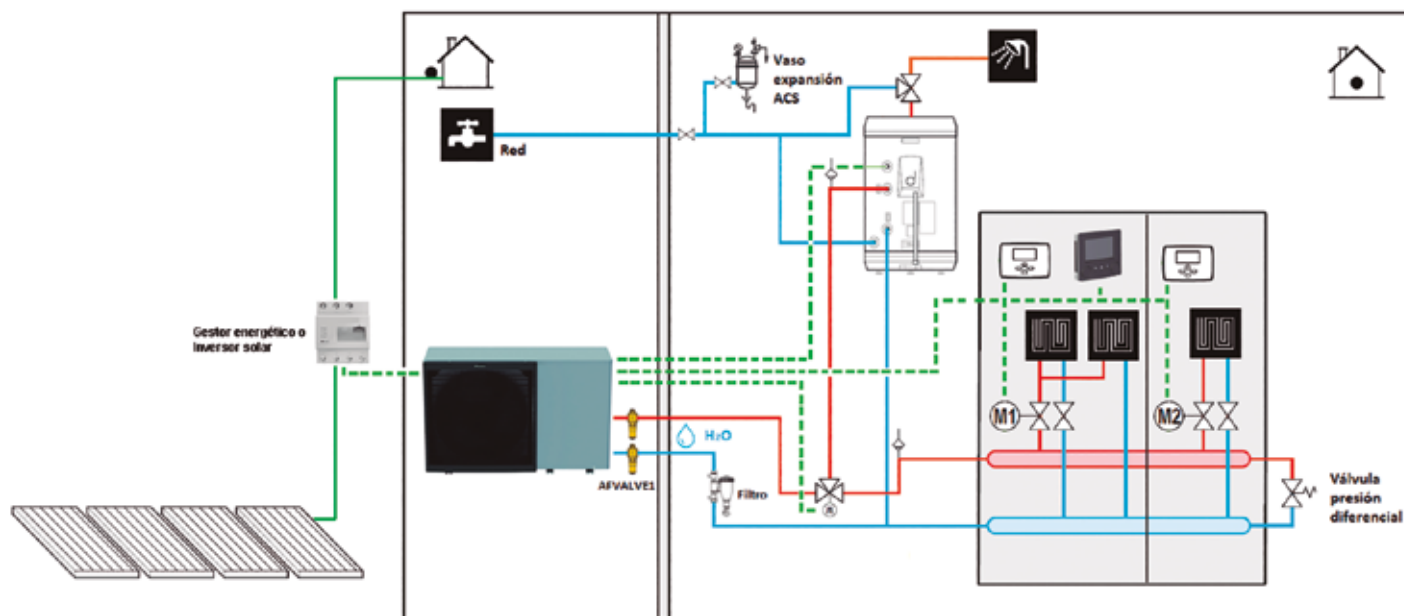 Vaso
expansión
ACS
Red
Gestor energético o
Inversor solar
H₂O
AFVALVE1
Filtro
M1
M2
Válvula
presión
diferencial